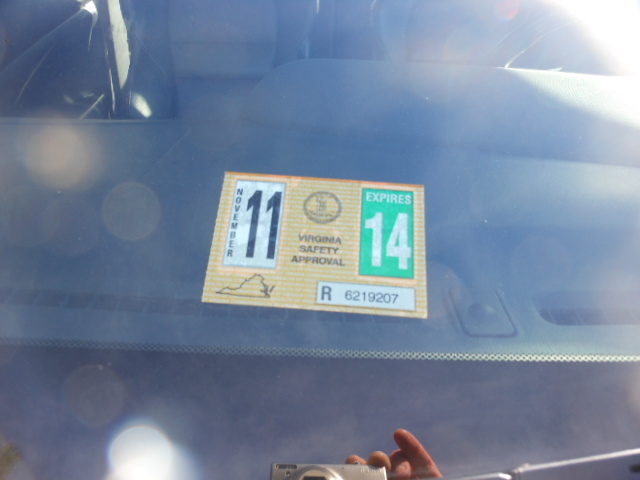 NOVEMBER
11
EXPIRES
14
VIRGINIA
SAFETY
APPROVAL
R 6219207